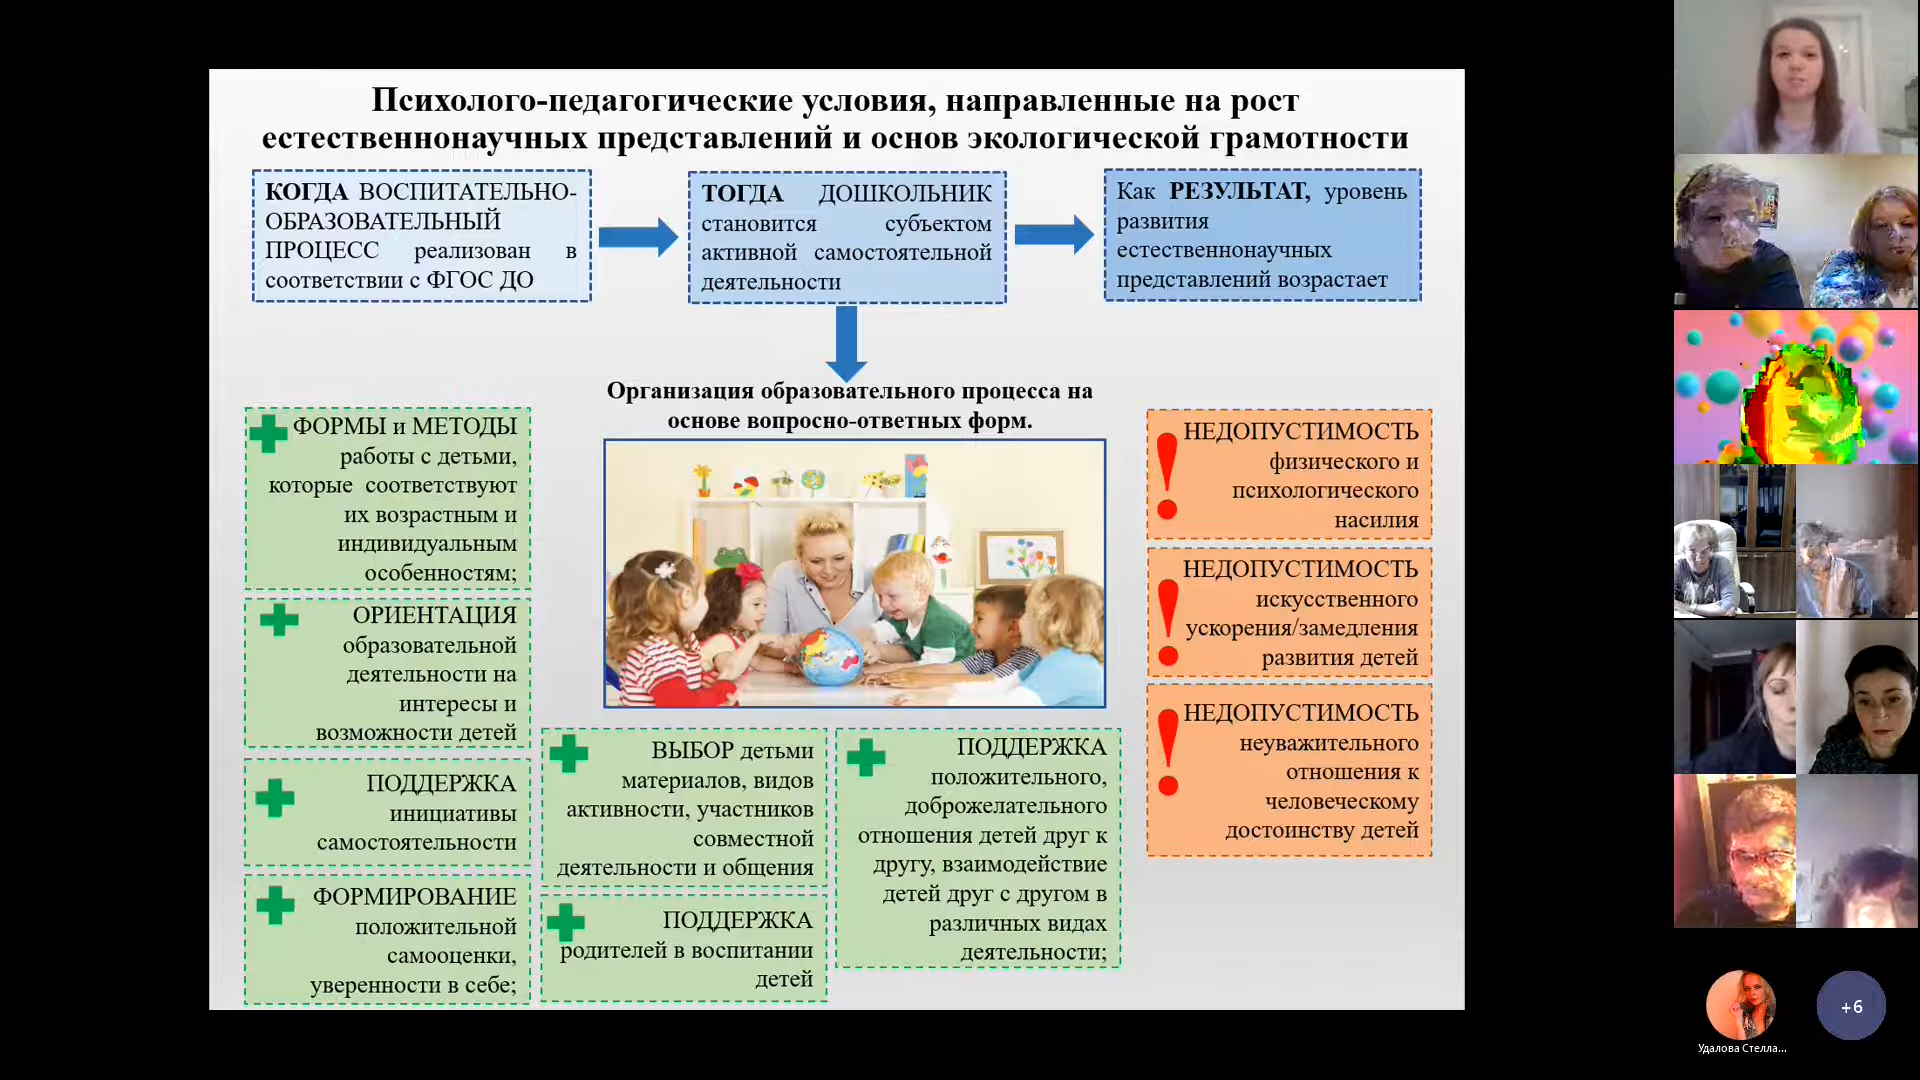 Психолого-педагогические условия, направленные на рост
естественнонаучных представлений и основ экологической грамотности
КОГДА ВОСПИТАТЕЛЬНО-
ОБРАЗОВАТЕЛЬНЫЙ
ПРОЦЕСС реализован в
соответствии с ФГОС ДО
ТОГДА ДОШКОЛЬНИК
становится субъектом
активной самостоятельной
деятельности
Как РЕЗУЛЬТАТ, уровень
развития
естественнонаучных
представлений возрастает
Организация образовательного процесса на
основе вопросно-ответных форм.
ФОРМЫ и МЕТОДЫ
работы с детьми,
которые соответствуют
их возрастным и
индивидуальным
особенностям;
ОРИЕНТАЦИЯ
образовательной
деятельности на
интересы и
возможности детей
ПОДДЕРЖКА
инициативы
самостоятельности
ФОРМИРОВАНИЕ
положительной
самооценки,
уверенности в себе;
ВЫБОР детьми
материалов, видов
активности, участников
совместной
деятельности и общения
ПОДДЕРЖКА
родителей в воспитании
детей
ПОДДЕРЖКА
положительного,
доброжелательного
отношения детей друг к
другу, взаимодействие
детей друг с другом в
различных видах
деятельности;
! НЕДОПУСТИМОСТЬ
физического и
психологического
насилия
! НЕДОПУСТИМОСТЬ
искусственного
ускорения/замедления
развития детей
! НЕДОПУСТИМОСТЬ
неуважительного
отношения к
человеческому
достоинству детей
Удалова Стелла...
+6